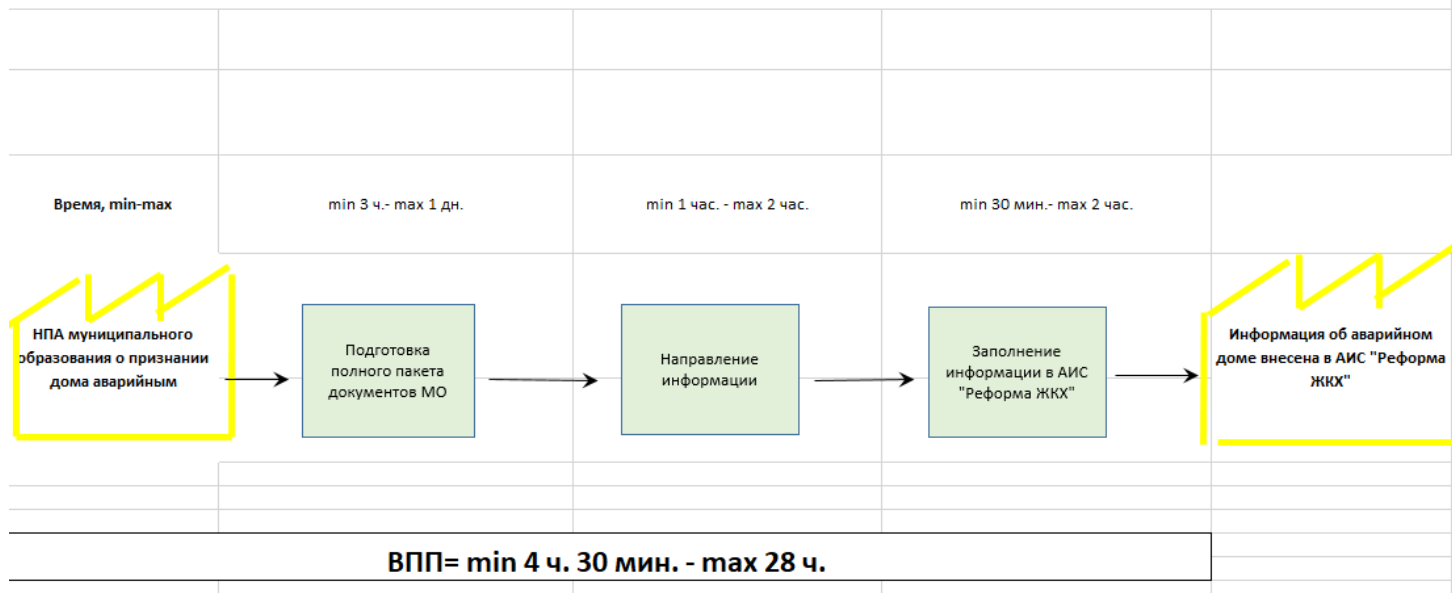 Время, min-max
min 3 ч.- max 1 дн.
min 1 час. - max 2 час.
min 30 мин.- max 2 час.
НПА муниципального
образования о признании
дома аварийным
Подготовка
полного пакета
документов МО
Направление
информации
Заполнение
информации в АИС
"Реформа ЖКХ"
Информация об аварийном
доме внесена в АИС "Реформа
ЖКХ"
ВПП= min 4 ч. 30 мин. - max 28 ч.